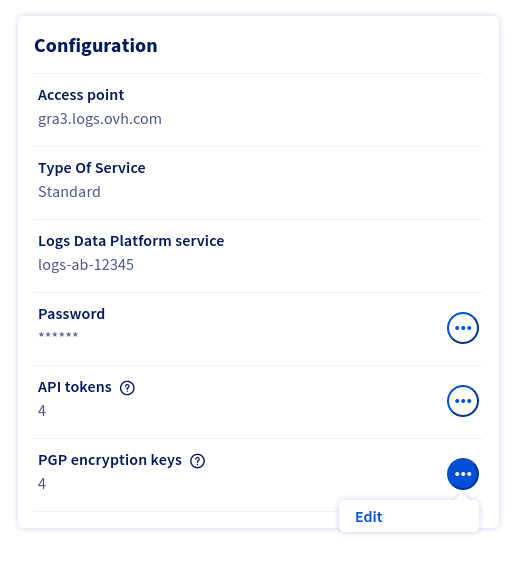 Configuration
Access point
gra3.logs.ovh.com
Type Of Service
Standard
Logs Data Platform service
logs-ab-12345
Password
******
API tokens ?
4
PGP encryption keys ?
4
Edit